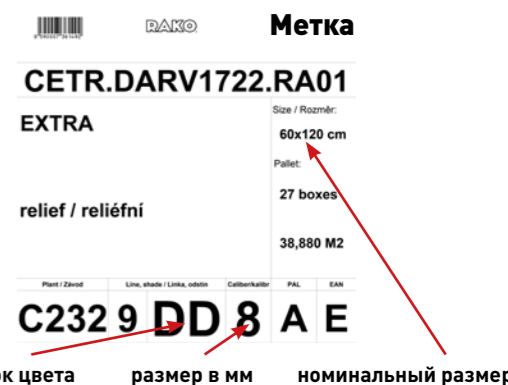 RAKO
Метка
CETR.DARV1722.RA01
EXTRA
Size / Rozměr:
60x120 cm
Pallet:
27 boxes
relief / reliéfní
38,880 M2
Plant / Závod
Line, shade / Linka, odstín
Caliber/kalibr
PAL
EAN
C232 9 DD 8 A E
к цвета
размер в мм
номинальный размер